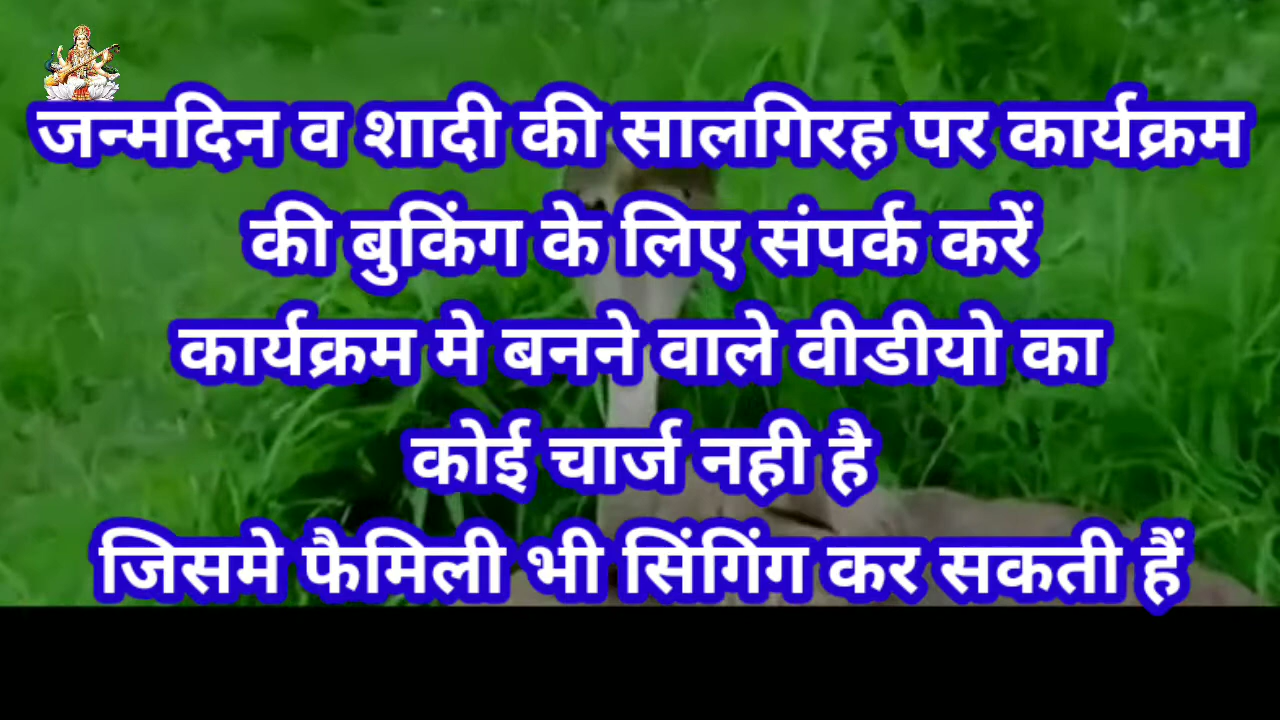 जन्मदिन व शादी की सालगिरह पर कार्यक्रम
की बुकिंग के लिए संपर्क करें
कार्यक्रम मे बनने वाले वीडीयो का
कोई चार्ज नही है
जिसमे फैमिली भी सिंगिंग कर सकती हैं